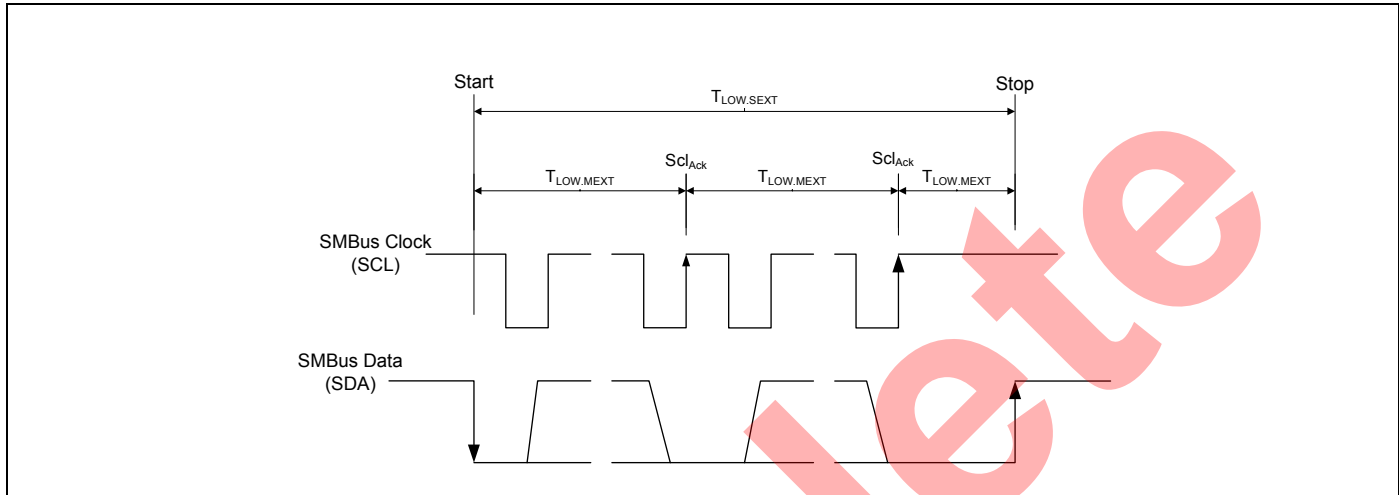 Start
Stop
TLOW.SEXT
SclAck
SclAck
TLOW.MEXT
TLOW.MEXT
TLOW.MEXT
SMBus Clock
(SCL)
SMBus Data
(SDA)
lete